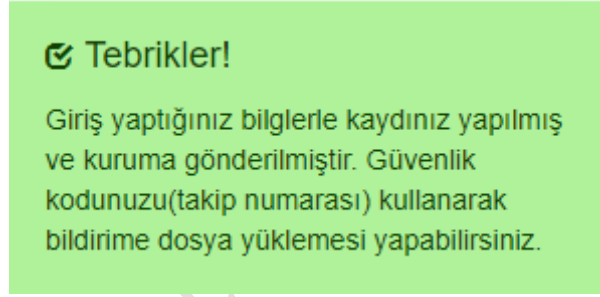 Tebrikler!
Giriş yaptığınız bilglerle kaydınız yapılmış
ve kuruma gönderilmiştir. Güvenlik
kodunuzu(takip numarası) kullanarak
bildirime dosya yüklemesi yapabilirsiniz.